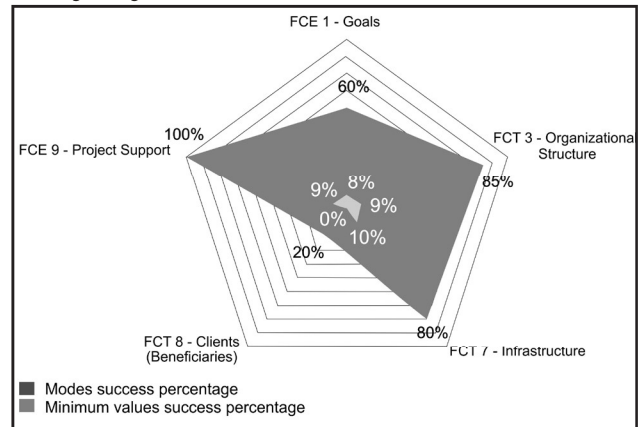 FCE 1 - Goals
60%
100%
FCE 9 - Project Support
FCT 3 - Organizational
Structure
85%
8%
9%
9%
0%
10%
20%
80%
FCT 8 - Clients
(Beneficiaries)
FCT 7 - Infrastructure
Modes success percentage
Minimum values success percentage